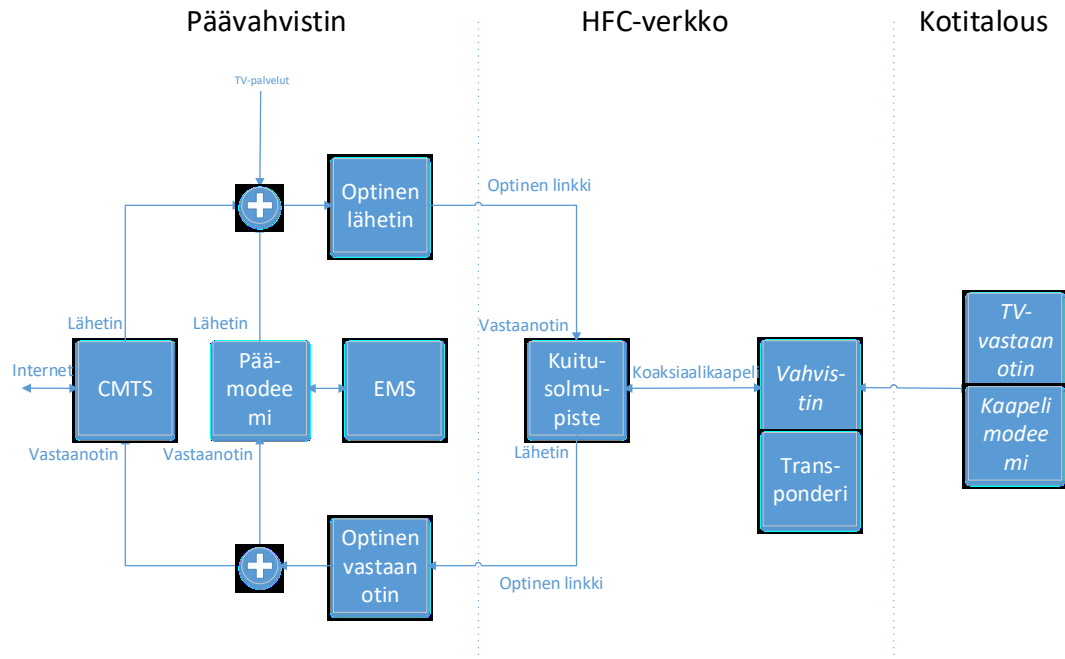 Päävahvistin
HFC-verkko
Kotitalous
TV-palvelut
Optinen
lähetin
Optinen linkki
Lähetin
Lähetin
Vastaanotin
Internet
CMTS
Pää-
modee
mi
EMS
Kuitu-
solmu-
piste
Koaksiaalikaapeli
Vahvis-
tin
Trans-
ponderi
TV-
vastaan
otin
Kaapeli
modee
mi
Vastaanotin
Vastaanotin
Lähetin
Optinen
vastaan
otin
Optinen linkki